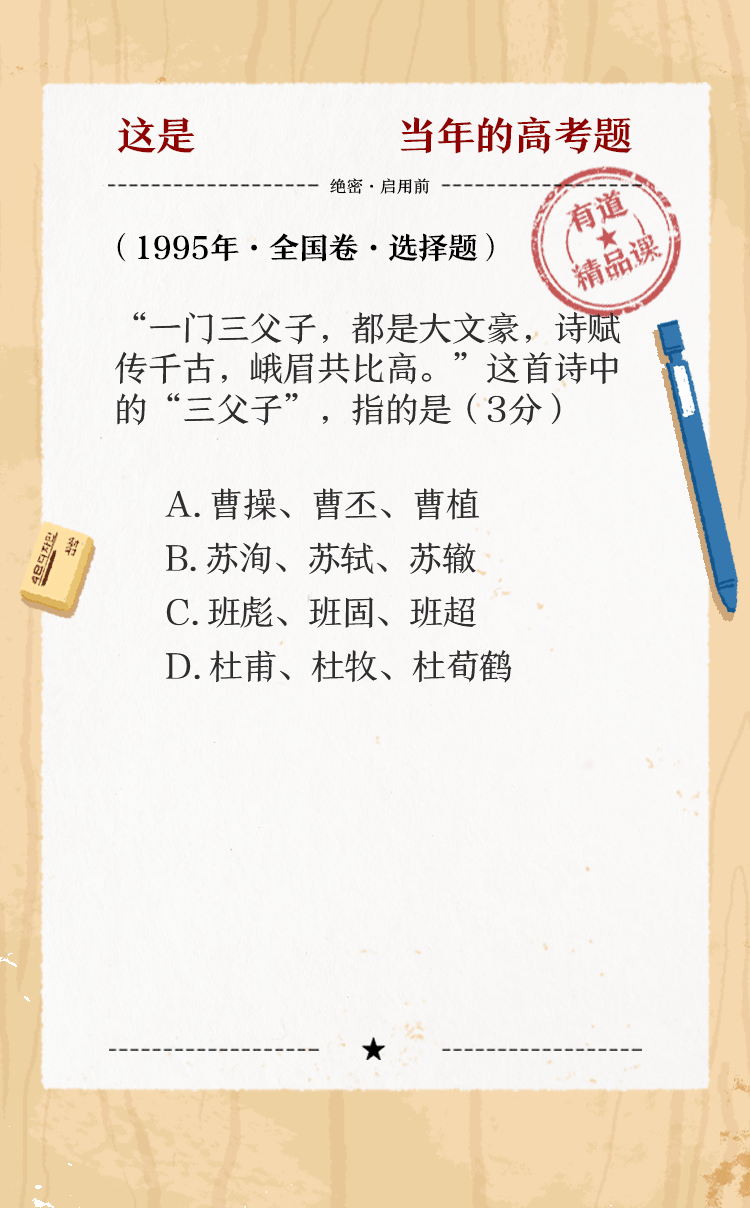 这是 当年的高考题
绝密·启用前
（1995年·全国卷·选择题）
有道
精品课
“一门三父子，都是大文豪，诗赋
传千古，峨眉共比高。”这首诗中
的“三父子”，指的是（3分）
A. 曹操、曹丕、曹植
B. 苏洵、苏轼、苏辙
C. 班彪、班固、班超
D. 杜甫、杜牧、杜荀鹤